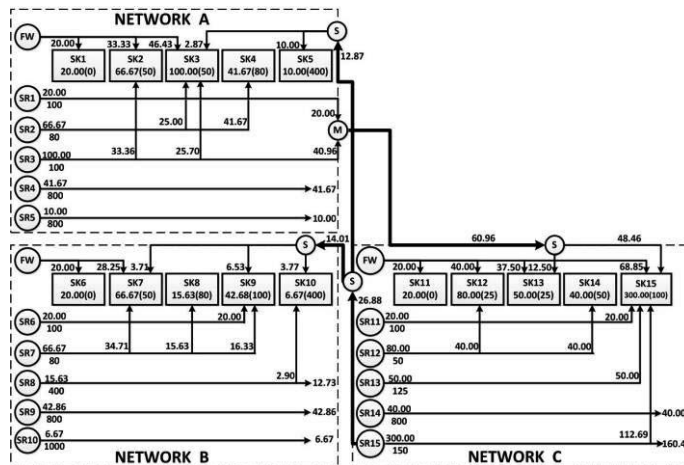 NETWORK A
FW
S
20.00 33.33 46.43 2.87 10.00 12.87
SK1 SK2 SK3 SK4 SK5
20.00(0) 66.67(50) 100.00(50) 41.67(80) 10.00(400)
SR1 20.00 100 20.00
SR2 66.67 80 25.00 41.67
M
SR3 100.00 100 33.36 25.70 40.96
SR4 41.67 800 41.67
SR5 10.00 800 10.00
60.96 S 48.46
14.01
FW S
20.00 28.25 3.71 6.53 3.77
SK6 SK7 SK8 SK9 SK10
20.00(0) 66.67(50) 15.63(80) 42.68(100) 6.67(400)
SR6 20.00 100 20.00
SR7 66.67 80 34.71 15.63 16.33
SR8 15.63 400 2.90 12.73
SR9 42.86 800 42.86
SR10 6.67 1000 6.67
NETWORK B
S
26.88
FW
20.00 40.00 37.50 12.50 68.85
SK11 SK12 SK13 SK14 SK15
20.00(0) 80.00(25) 50.00(25) 40.00(50) 300.00(100)
SR11 20.00 100 20.00
SR12 80.00 50 40.00 40.00
SR13 50.00 125 50.00
SR14 40.00 800 40.00
SR15 300.00 150 112.69 160.4
NETWORK C